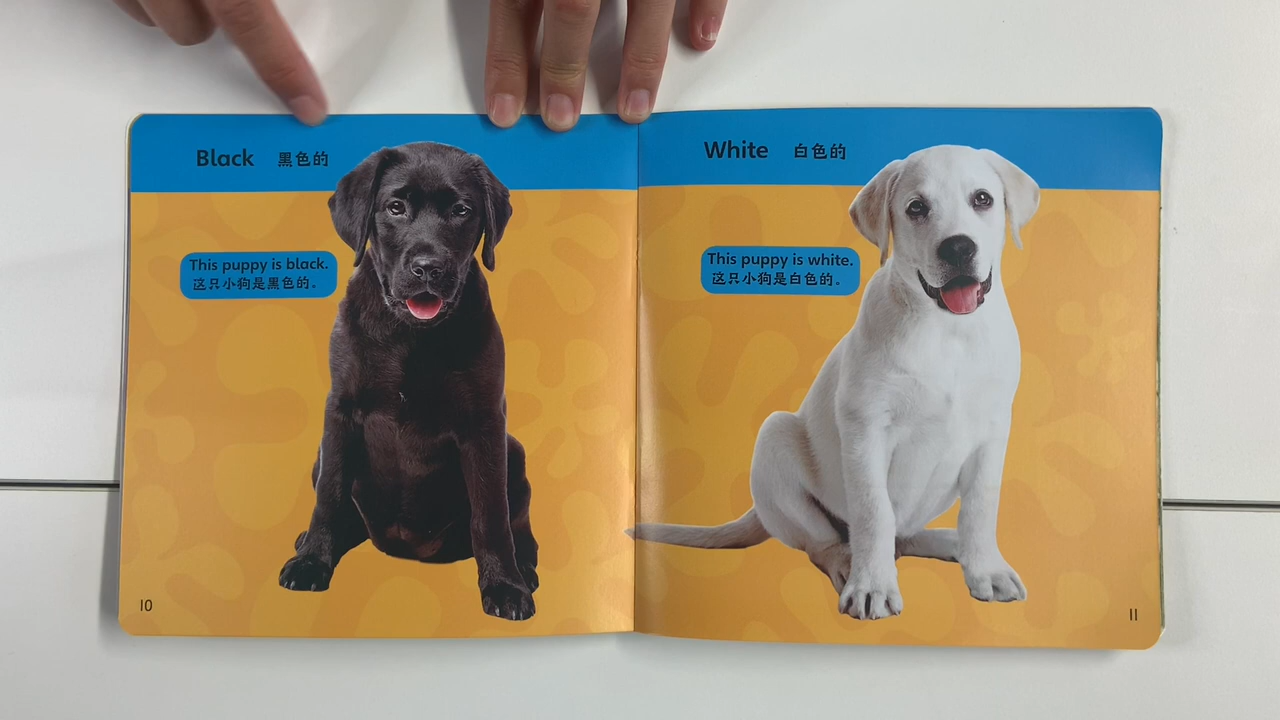 Black 黑色的
This puppy is black.
这只小狗是黑色的。
10
White 白色的
This puppy is white.
这只小狗是白色的。
11